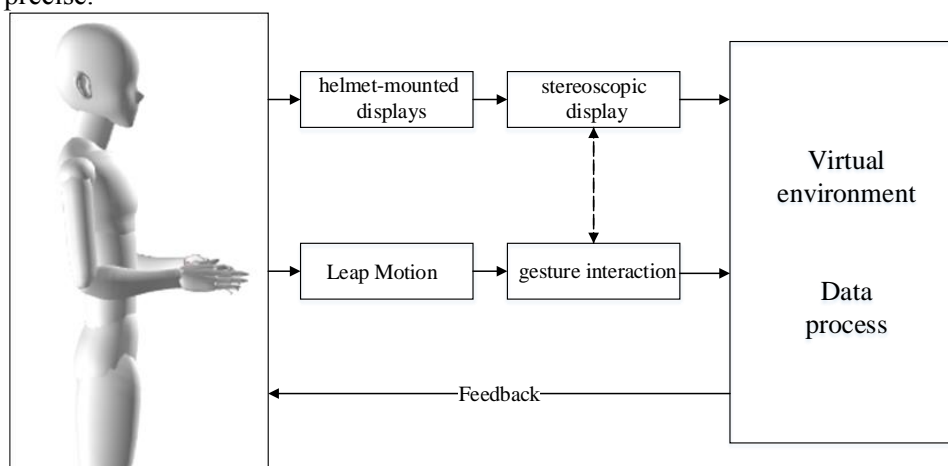 precise.
helmet-mounted
displays
stereoscopic
display
Virtual
environment
Leap Motion
gesture interaction
Data
process
Feedback